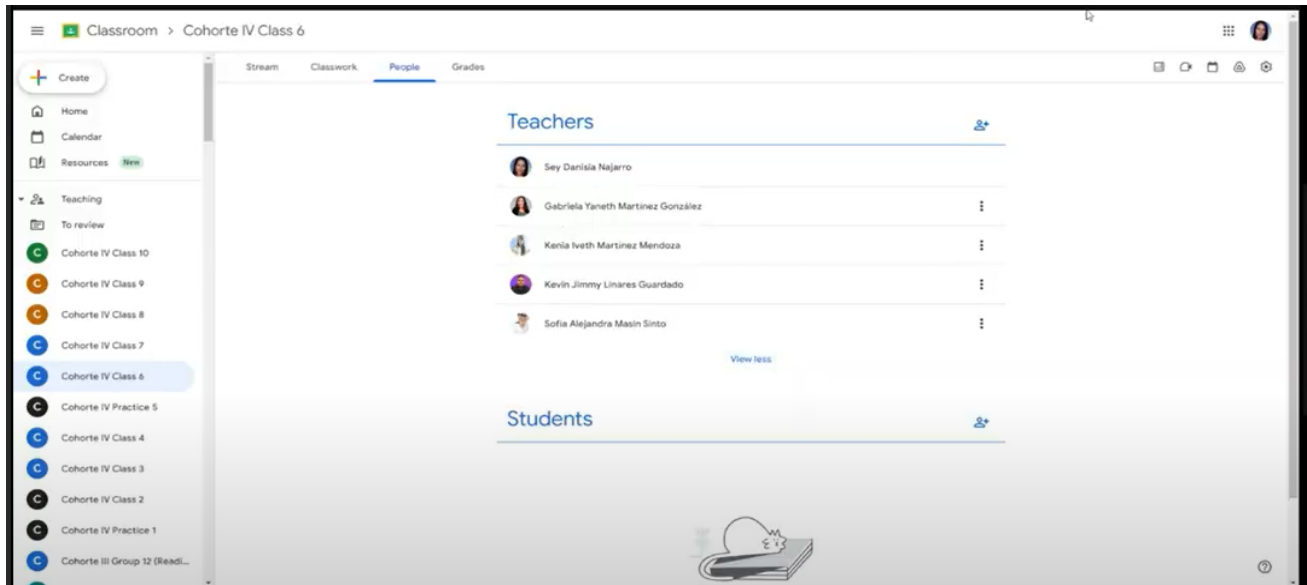 Classroom > Cohorte IV Class 6
Create
Home
Calendar
Resources New
Teaching
To review
C Cohorte IV Class 10
C Cohorte IV Class 9
C Cohorte IV Class 8
C Cohorte IV Class 7
C Cohorte IV Class 6
C Cohorte IV Practice 5
C Cohorte IV Class 4
C Cohorte IV Class 3
C Cohorte IV Class 2
C Cohorte IV Practice 1
C Cohorte III Group 12 (Readi...
Stream Classwork People Grades
Teachers
Sey Danisia Najarro
Gabriela Yaneth Martinez González
Kenia Iveth Martinez Mendoza
Kevin Jimmy Linares Guardado
Sofia Alejandra Masin Sinto
View less
Students